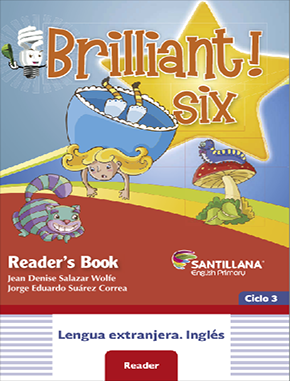 Brilliant!
six
Reader's Book
Jean Denise Salazar Wolfe
Jorge Eduardo Suárez Correa
SANTILLANA®
English Primary
Ciclo 3
Lengua extranjera. Inglés
Reader